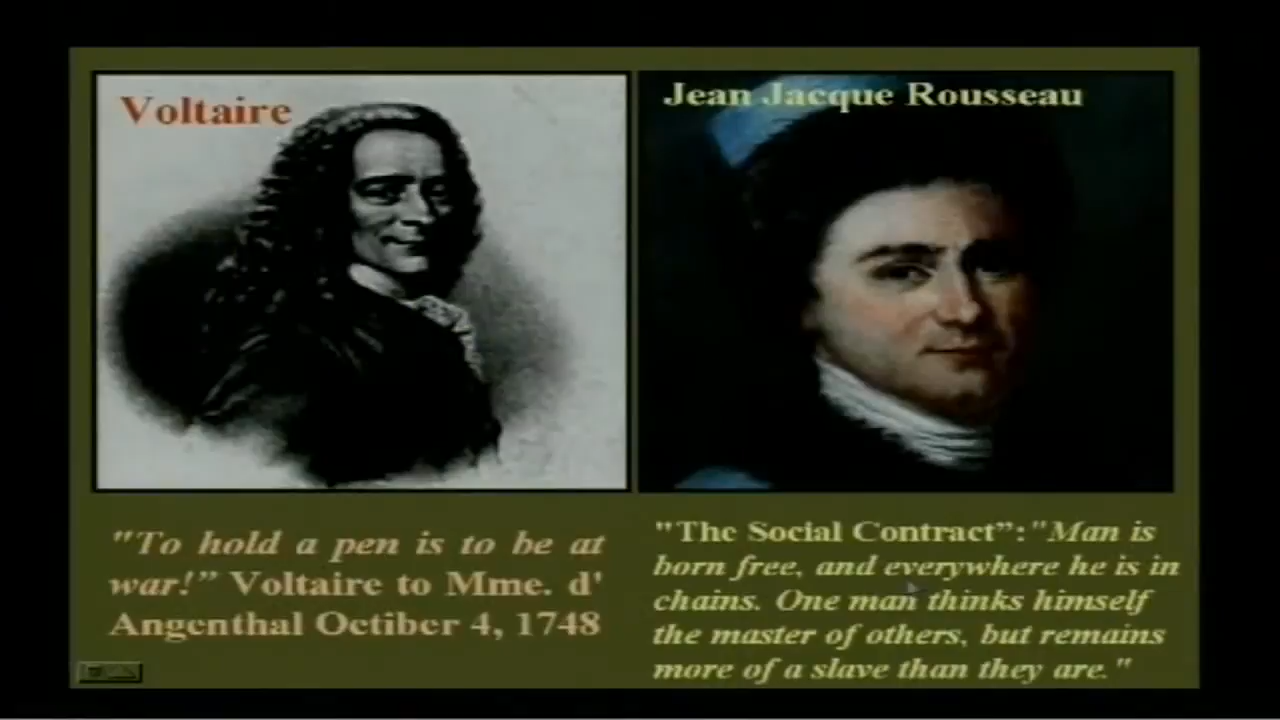 Voltaire
Jean Jacque Rousseau
"To hold a pen is to be at
war!” Voltaire to Mme. d'
Angenthal Octiber 4, 1748
"The Social Contract”:"Man is
born free, and everywhere he is in
chains. One man thinks himself
the master of others, but remains
more of a slave than they are."